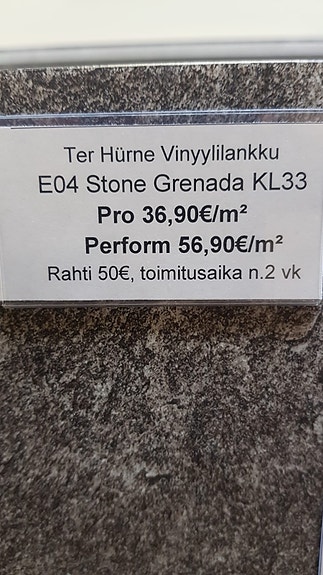 Ter Hürne Vinyylilankku
E04 Stone Grenada KL33
Pro 36,90€/m²
Perform 56,90€/m²
Rahti 50€, toimitusaika n.2 vk